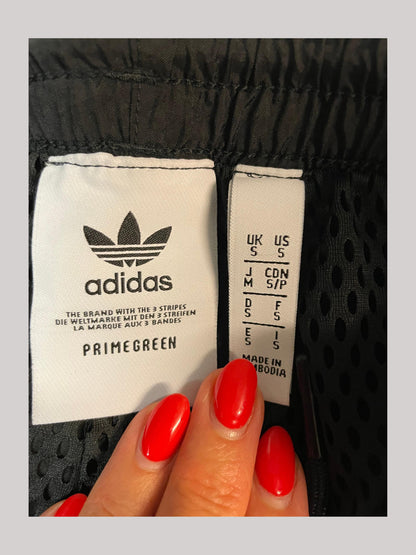 adidas
THE BRAND WITH THE 3 STRIPES
DIE WELTMARKE MIT DEN 3 STREIFEN
LA MARQUE AUX 3 BANDES
PRIMEGREEN
UK US
S S
J CDN
M S/P
D F
S S
E I
S S
MADE IN
MBODIA